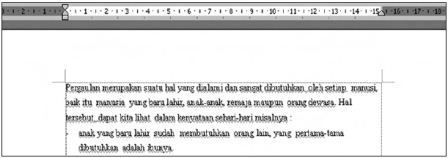 2 1 1 2 3 4 5 6 7 8 9 10 11 12 13 14 15 16 17 18
Pergaulan merupakan suatu hal yang dialami dan sangat dibutuhkan oleh setiap manusi,
baik itu manusia yang baru lahir, anak-anak, remaja maupun orang dewasa. Hal
tersebut dapat kita lihat dalam kenyataan sehari-hari misalnya :
- anak yang baru lahir sudah membutuhkan orang lain, yang pertama-tama
dibutuhkan adalah ibunya.